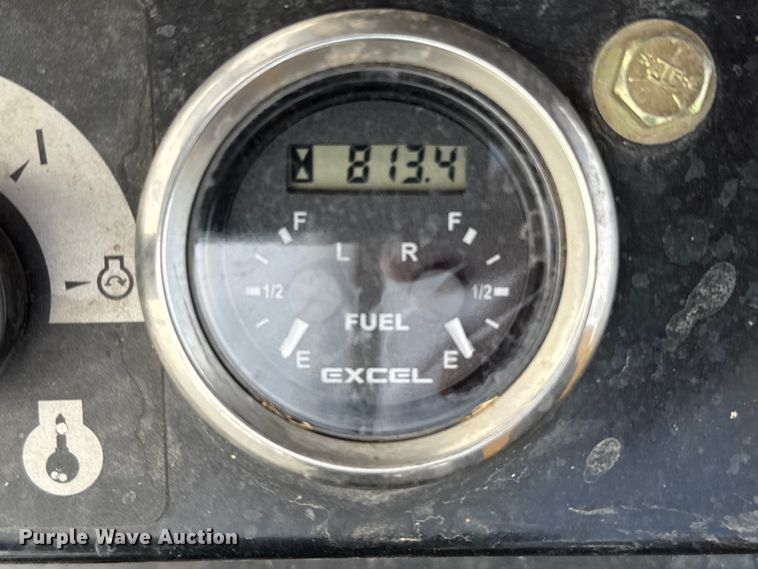 813.4
F F
L R
1/2 1/2
FUEL
E E
EXCEL
Purple Wave Auction